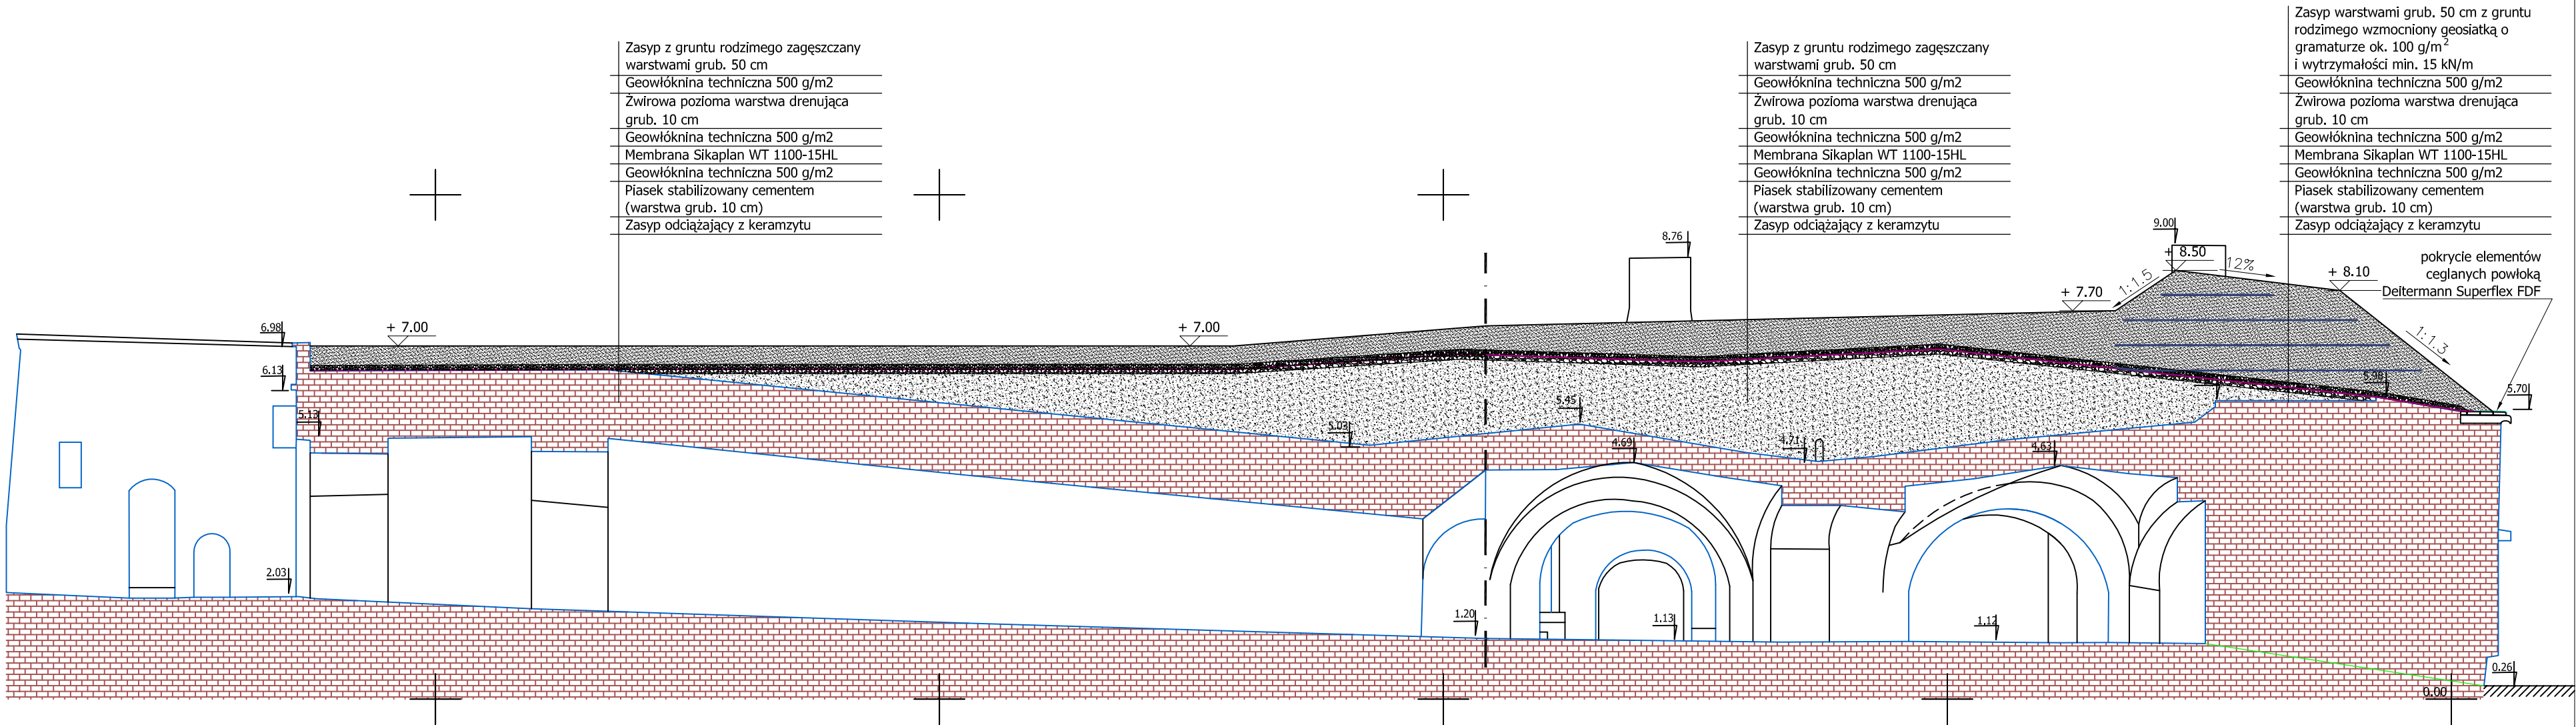 Zasyp z gruntu rodzimego zagęszczany
warstwami grub. 50 cm
Geowłóknina techniczna 500 g/m2
Żwirowa pozioma warstwa drenująca
grub. 10 cm
Geowłóknina techniczna 500 g/m2
Membrana Sikaplan WT 1100-15HL
Geowłóknina techniczna 500 g/m2
Piasek stabilizowany cementem
(warstwa grub. 10 cm)
Zasyp odciążający z keramzytu
Zasyp z gruntu rodzimego zagęszczany
warstwami grub. 50 cm
Geowłóknina techniczna 500 g/m2
Żwirowa pozioma warstwa drenująca
grub. 10 cm
Geowłóknina techniczna 500 g/m2
Membrana Sikaplan WT 1100-15HL
Geowłóknina techniczna 500 g/m2
Piasek stabilizowany cementem
(warstwa grub. 10 cm)
Zasyp odciążający z keramzytu
Zasyp warstwami grub. 50 cm z gruntu
rodzimego wzmocniony geosiatką o
gramaturze ok. 100 g/m²
i wytrzymałości min. 15 kN/m
Geowłóknina techniczna 500 g/m2
Żwirowa pozioma warstwa drenująca
grub. 10 cm
Geowłóknina techniczna 500 g/m2
Membrana Sikaplan WT 1100-15HL
Geowłóknina techniczna 500 g/m2
Piasek stabilizowany cementem
(warstwa grub. 10 cm)
Zasyp odciążający z keramzytu
pokrycie elementów
ceglanych powłoką
Deitermann Superflex FDF
8.76
9.00
+ 8.50
12%
1:1.5
+ 8.10
+ 7.70
1:1.3
6.98
+ 7.00
+ 7.00
6.13
5.13
5.03
5.45
4.69
4.71
4.63
5.98
5.70
2.03
1.20
1.13
1.12
0.26
0.00